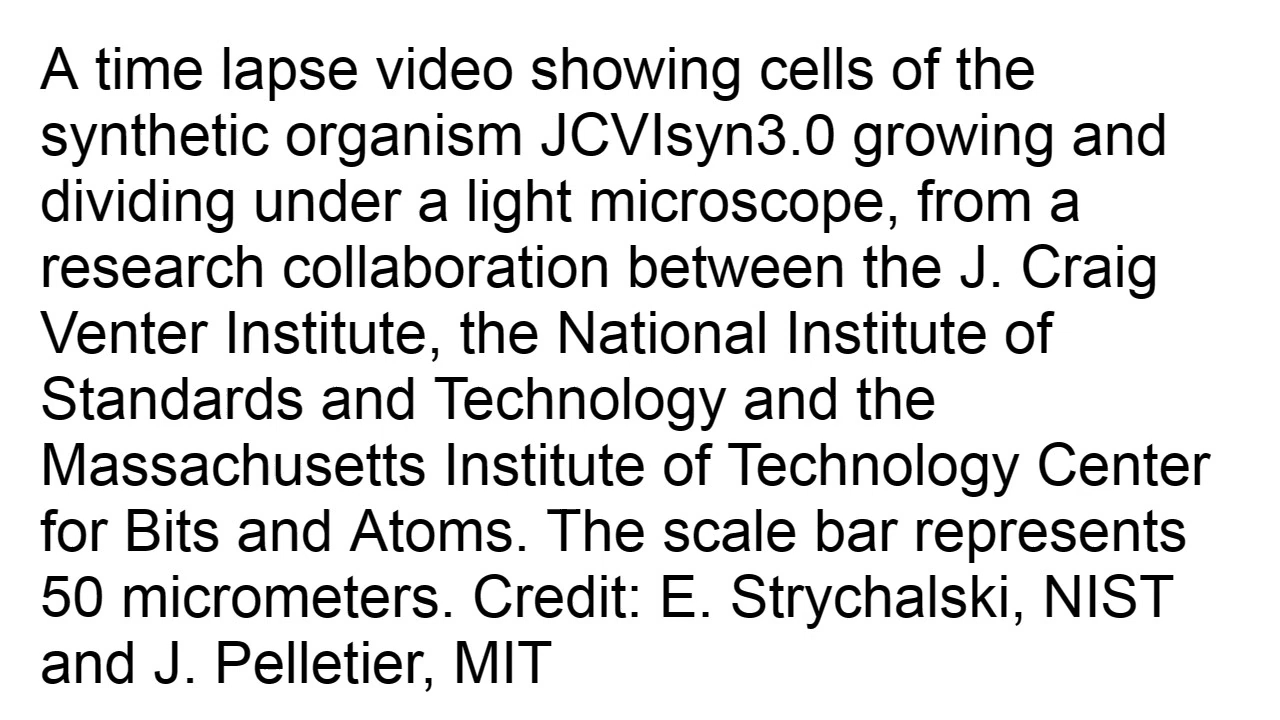 A time lapse video showing cells of the
synthetic organism JCVIsyn3.0 growing and
dividing under a light microscope, from a
research collaboration between the J. Craig
Venter Institute, the National Institute of
Standards and Technology and the
Massachusetts Institute of Technology Center
for Bits and Atoms. The scale bar represents
50 micrometers. Credit: E. Strychalski, NIST
and J. Pelletier, MIT